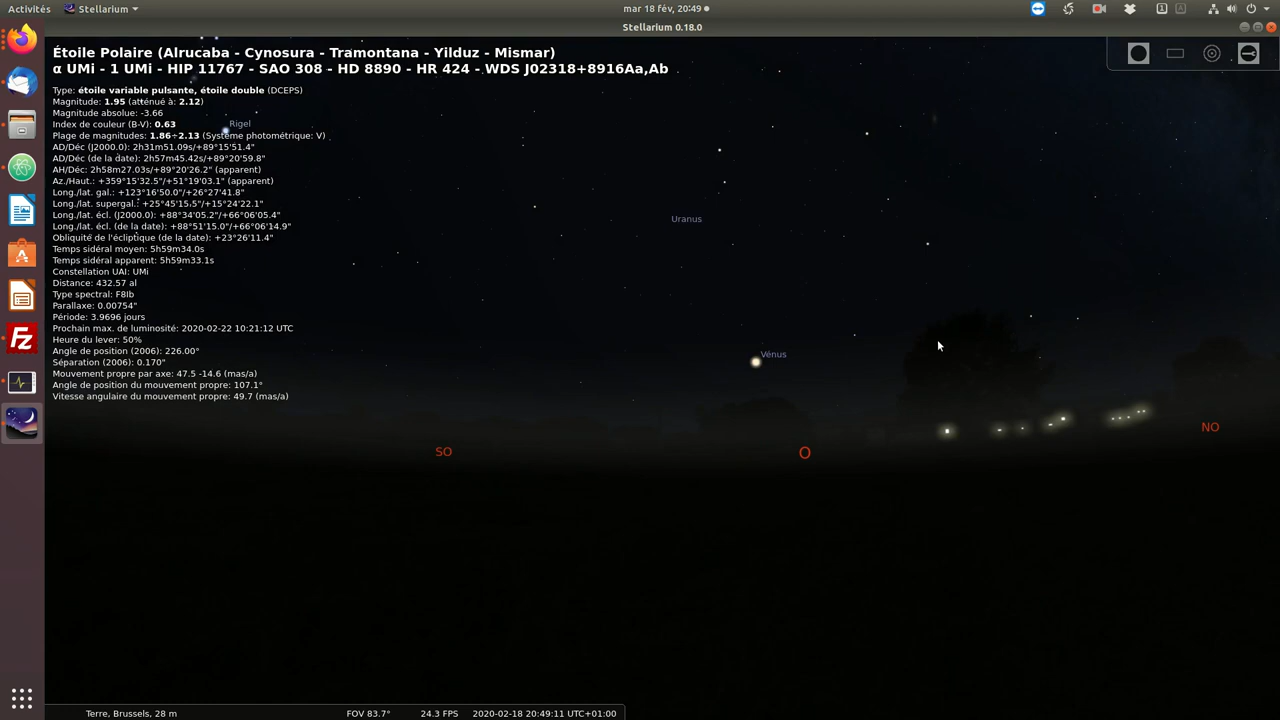 Activités
Stellarium
mar 18 fév, 20:49
1
A
Stellarium 0.18.0
Étoile Polaire (Alrucaba - Cynosura - Tramontana - Yilduz - Mismar)
α UMi - 1 UMi - HIP 11767 - SAO 308 - HD 8890 - HR 424 - WDS J02318+8916Aa,Ab
Type: étoile variable pulsante, étoile double (DCEPS)
Magnitude: 1.95 (atténué à: 2.12)
Magnitude absolue: -3.66
Index de couleur (B-V): 0.63
Rigel
Plage de magnitudes: 1.86÷2.13 (Système photométrique: V)
AD/Déc (J2000.0): 2h31m51.09s/+89°15'51.4"
AD/Déc (de la date): 2h57m45.42s/+89°20'59.8"
AH/Déc: 2h58m27.03s/+89°20'26.2" (apparent)
Az./Haut.: +359°15'32.5"/+51°19'03.1" (apparent)
Long./lat. gal.: +123°16'50.0"/+26°27'41.8"
Long./lat. supergal.: +25°45'15.5"/+15°24'22.1"
Long./lat. écl. (J2000.0): +88°34'05.2"/+66°06'05.4"
Long./lat. écl. (de la date): +88°51'15.0"/+66°06'14.9"
Obliquité de l'écliptique (de la date): +23°26'11.4"
Temps sidéral moyen: 5h59m34.0s
Temps sidéral apparent: 5h59m33.1s
Constellation UAI: UMi
Distance: 432.57 al
Type spectral: F8Ib
Parallaxe: 0.00754"
Période: 3.9696 jours
Prochain max. de luminosité: 2020-02-22 10:21:12 UTC
Heure du lever: 50%
Angle de position (2006): 226.00°
Séparation (2006): 0.170"
Mouvement propre par axe: 47.5 -14.6 (mas/a)
Angle de position du mouvement propre: 107.1°
Vitesse angulaire du mouvement propre: 49.7 (mas/a)
Uranus
Vénus
SO
O
NO
Terre, Brussels, 28 m
FOV 83.7°
24.3 FPS
2020-02-18 20:49:11 UTC+01:00